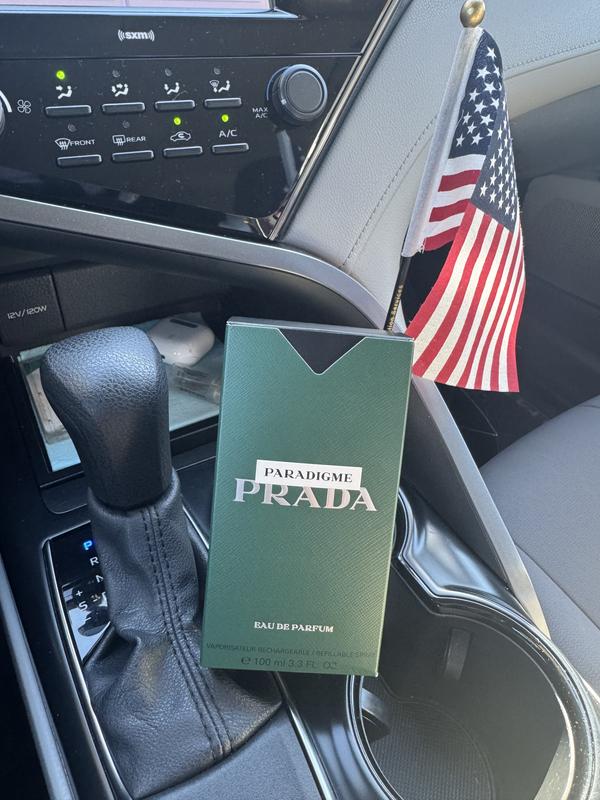 sxm
MAX
A/C
FRONT
REAR
A/C
12V/120W
P
R
N
+
S
PARADIGME
PRADA
EAU DE PARFUM
VAPORISATEUR RECHARGEABLE / REFILLABLE SPRAY
℮ 100 ml 3.3 FL. OZ